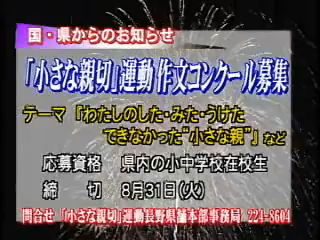 国・県からのお知らせ
「小さな親切」運動 作文コンクール募集
テーマ 『わたしのした・みた・うけた
できなかった“小さな親”』など
応募資格 県内の小中学校在校生
締 切 8月31日(火)
問合せ 「小さな親切」運動長野県舗本部事務局 224-8604